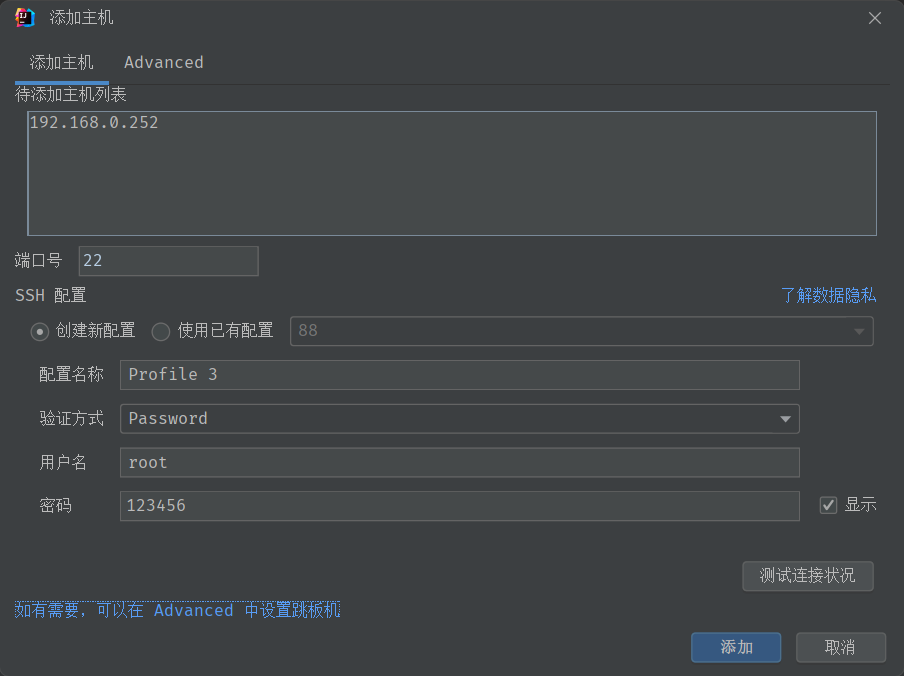 添加主机
添加主机 Advanced
待添加主机列表
192.168.0.252
端口号 22
SSH 配置 了解数据隐私
创建新配置 使用已有配置 88
配置名称 Profile 3
验证方式 Password
用户名 root
密码 123456 显示
测试连接状况
如有需要，可以在 Advanced 中设置跳板机
添加 取消